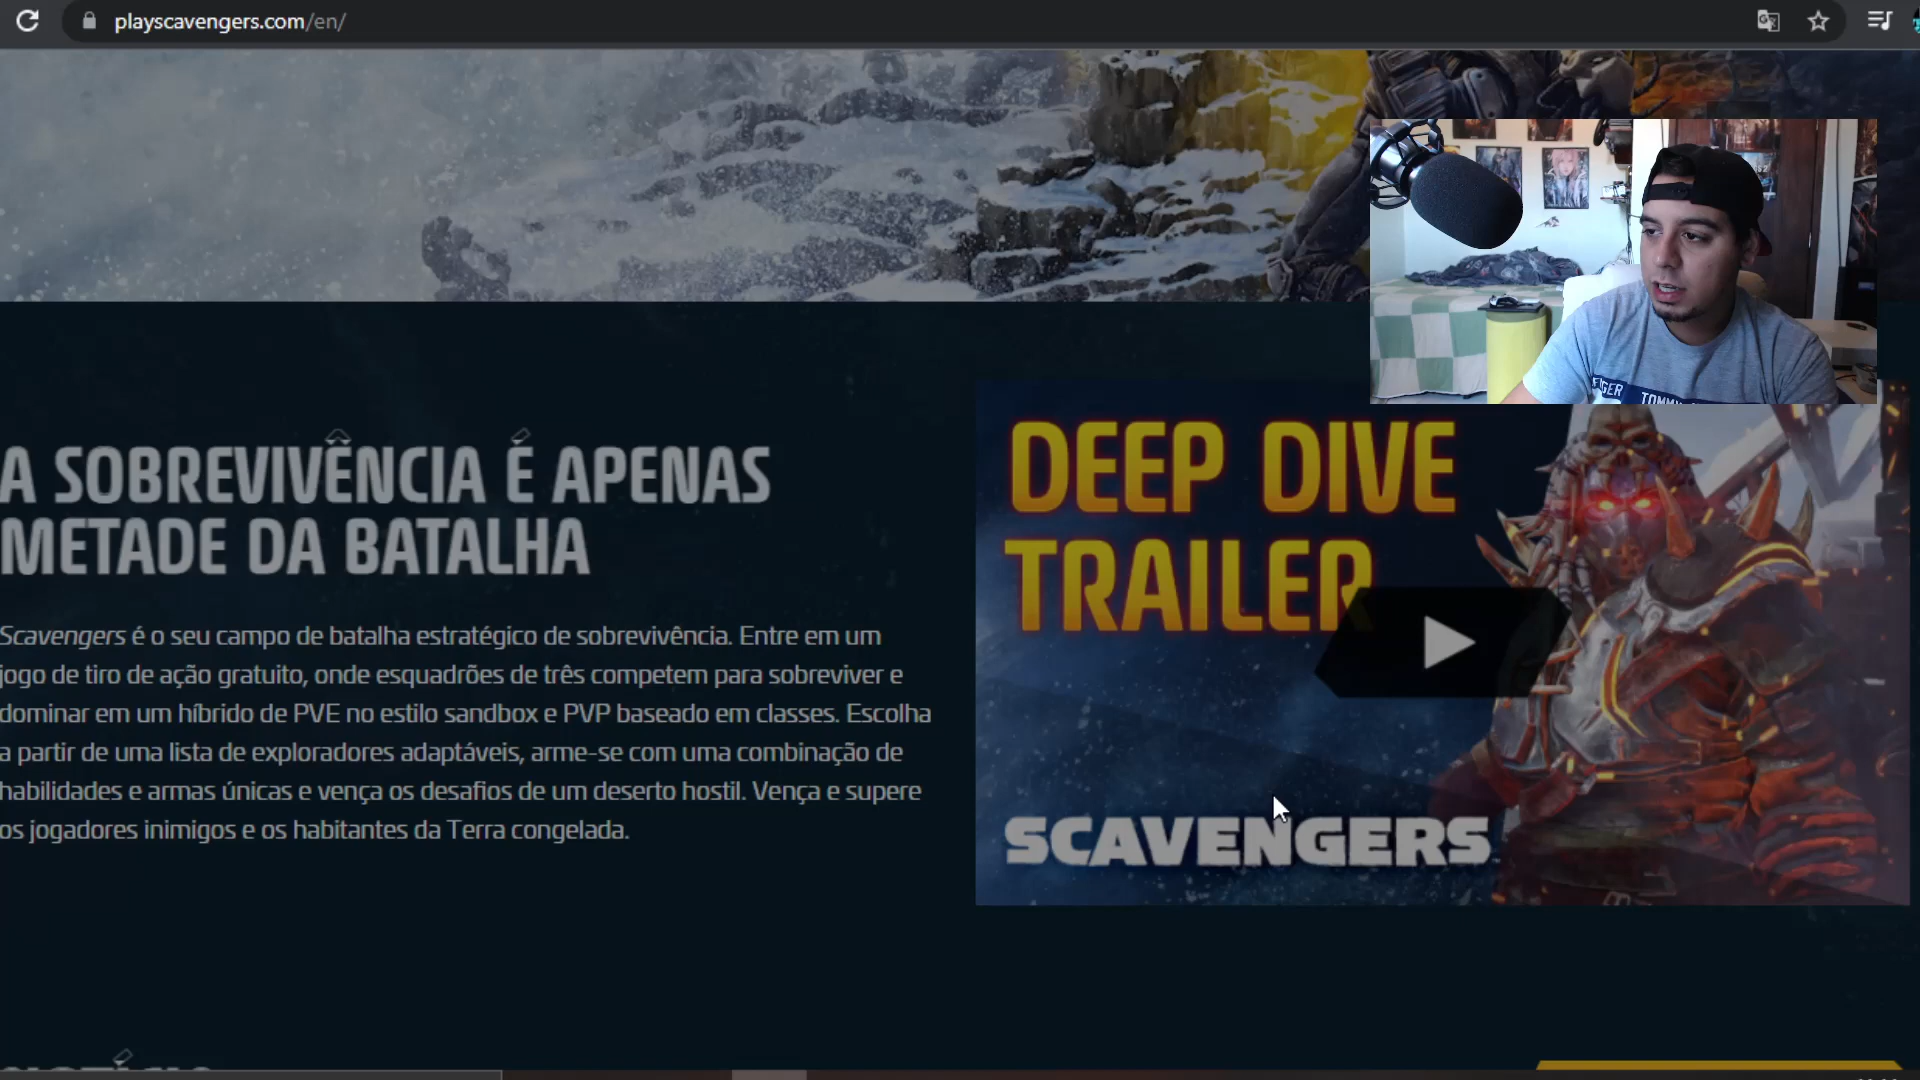 playscavengers.com/en/
A SOBREVIVÊNCIA É APENAS
METADE DA BATALHA
Scavengers é o seu campo de batalha estratégico de sobrevivência. Entre em um
jogo de tiro de ação gratuito, onde esquadrões de três competem para sobreviver e
dominar em um híbrido de PVE no estilo sandbox e PVP baseado em classes. Escolha
a partir de uma lista de exploradores adaptáveis, arme-se com uma combinação de
habilidades e armas únicas e vença os desafios de um deserto hostil. Vença e supere
os jogadores inimigos e os habitantes da Terra congelada.
DEEP DIVE
TRAILER
SCAVENGERS